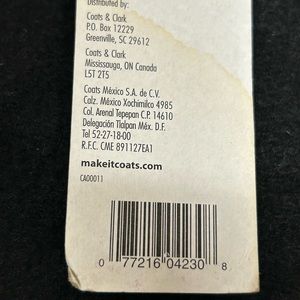 Distributed by:
Coats & Clark
P.O. Box 12229
Greenville, SC 29612
Coats & Clark
Mississauga, ON Canada
L5T 2T5
Coats México S.A. de C.V.
Calz. México Xochimilco 4985
Col. Arenal Tepepan C.P. 14610
Delegación Tlalpan Méx. D.F.
Tel 52-27-18-00
R.F.C. CME 891127EA1
makeitcoats.com
CA00011
0 77216 04230 8